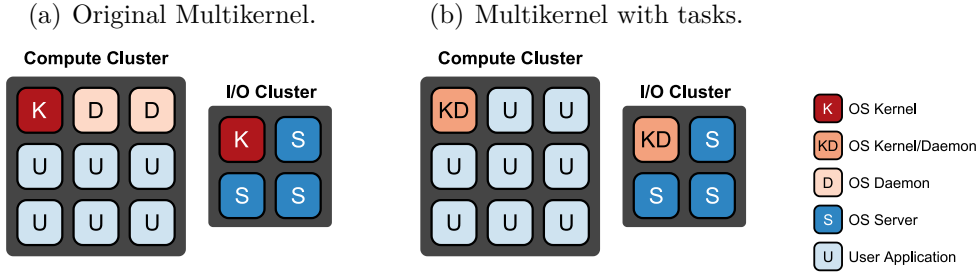 (a) Original Multikernel.
Compute Cluster
K D D
U U U
U U U
I/O Cluster
K S
S S
(b) Multikernel with tasks.
Compute Cluster
KD U U
U U U
U U U
I/O Cluster
KD S
S S
K OS Kernel
KD OS Kernel/Daemon
D OS Daemon
S OS Server
U User Application